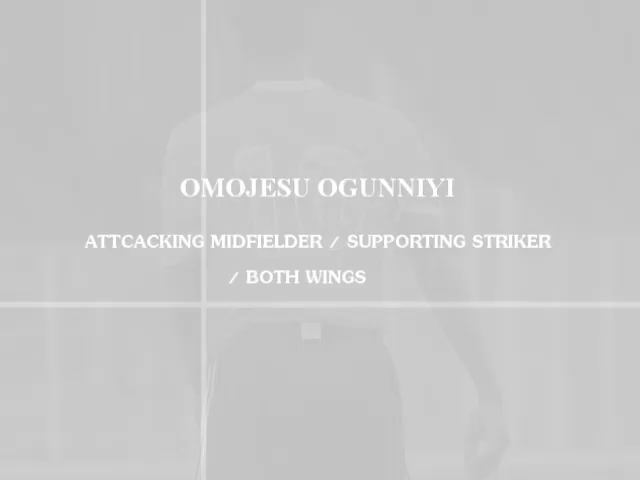 OMOJESU OGUNNIYI
ATTCACKING MIDFIELDER / SUPPORTING STRIKER
/ BOTH WINGS